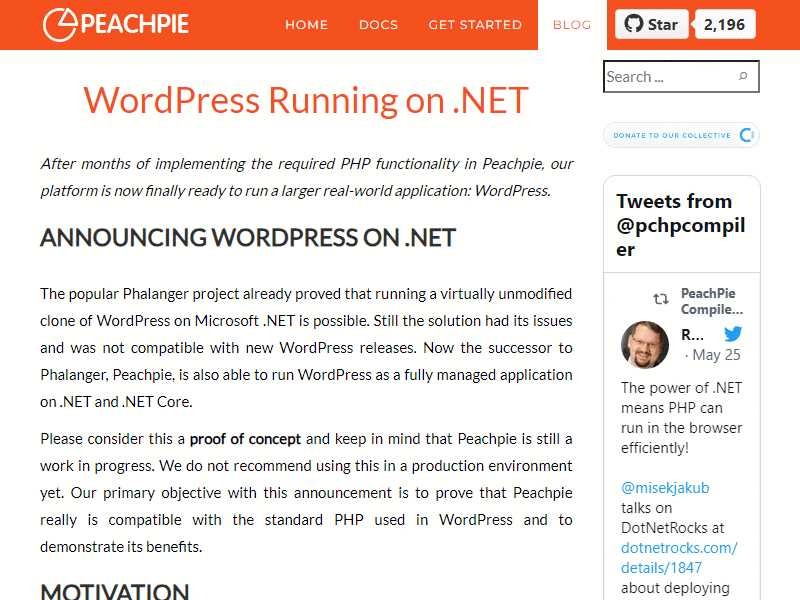 PEACHPIE
HOME
DOCS
GET STARTED
BLOG
Star
2,196
WordPress Running on .NET
After months of implementing the required PHP functionality in Peachpie, our
platform is now finally ready to run a larger real-world application: WordPress.
ANNOUNCING WORDPRESS ON .NET
The popular Phalanger project already proved that running a virtually unmodified
clone of WordPress on Microsoft .NET is possible. Still the solution had its issues
and was not compatible with new WordPress releases. Now the successor to
Phalanger, Peachpie, is also able to run WordPress as a fully managed application
on .NET and .NET Core.
Please consider this a proof of concept and keep in mind that Peachpie is still a
work in progress. We do not recommend using this in a production environment
yet. Our primary objective with this announcement is to prove that Peachpie
really is compatible with the standard PHP used in WordPress and to
demonstrate its benefits.
MOTIVATION
Search ...
DONATE TO OUR COLLECTIVE
Tweets from
@pchpcompil
er
PeachPie
Compile...
R...
· May 25
The power of .NET
means PHP can
run in the browser
efficiently!
@misekjakub
talks on
DotNetRocks at
dotnetrocks.com/
details/1847
about deploying